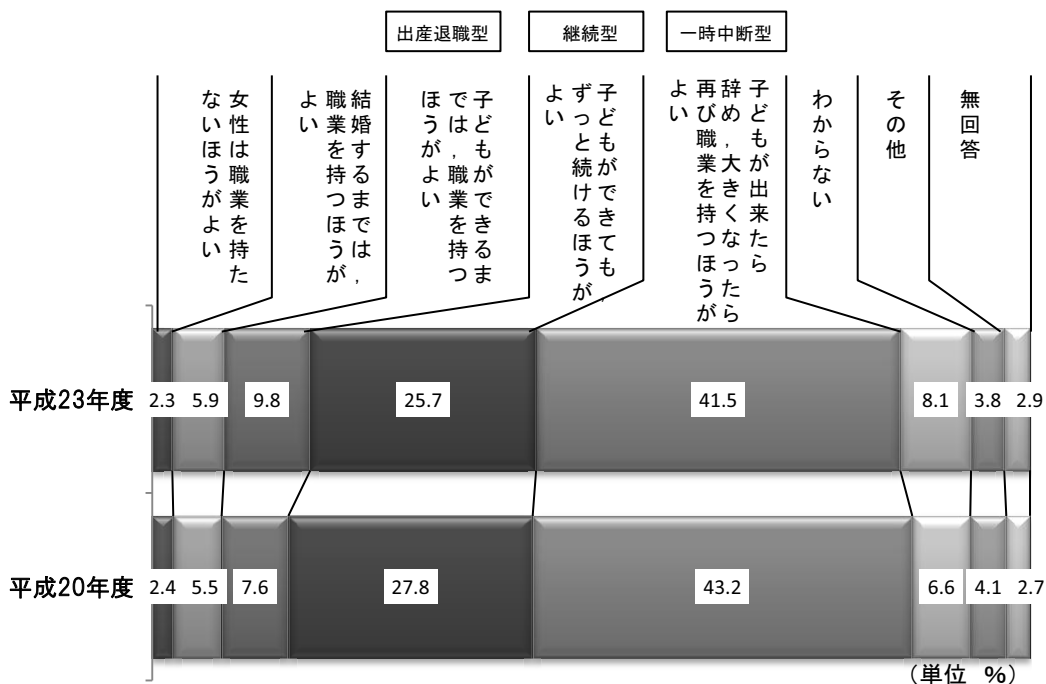 出産退職型
継続型
一時中断型
女性は職業を持た
ないほうがよい
結婚するまでは,
職業を持つほうが
よい
子どもができるま
では,職業を持つ
ほうがよい
子どもができても,
ずっと続けるほうが
よい
子どもが出来たら
辞め,大きくなったら
再び職業を持つほうが
よい
わからない
その他
無回答
平成23年度 2.3 5.9 9.8 25.7 41.5 8.1 3.8 2.9
平成20年度 2.4 5.5 7.6 27.8 43.2 6.6 4.1 2.7
(単位 %)